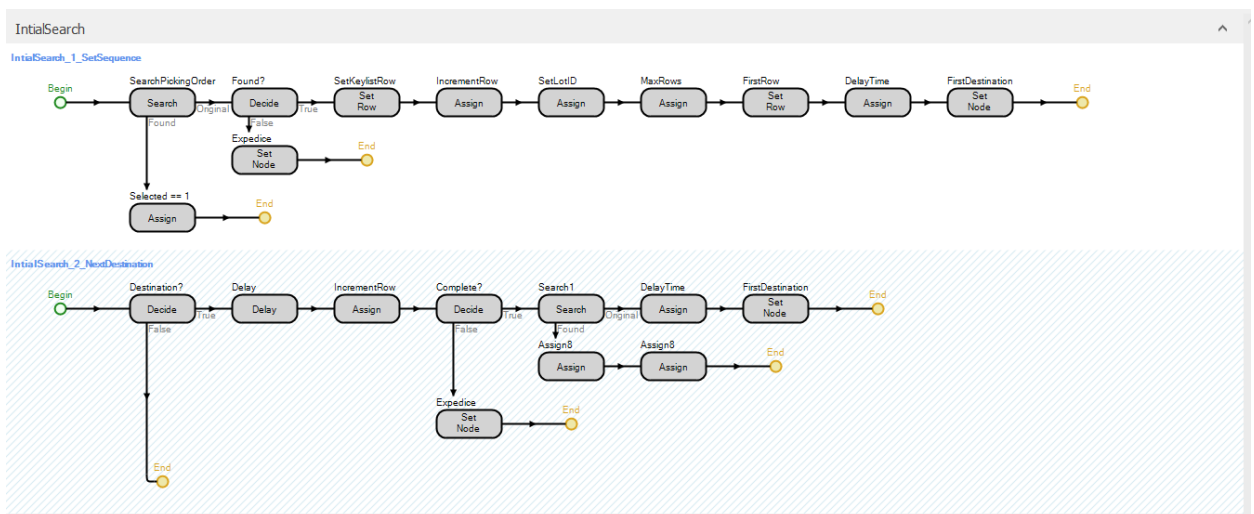 IntialSearch
IntialSearch_1_SetSequence
Begin
SearchPickingOrder
Search
Original
Found
Found?
Decide
True
False
SetKeylistRow
Set
Row
IncrementRow
Assign
SetLotID
Assign
MaxRows
Assign
FirstRow
Set
Row
DelayTime
Assign
FirstDestination
Set
Node
End
Expedice
Set
Node
End
Selected == 1
Assign
End
IntialSearch_2_NextDestination
Begin
Destination?
Decide
True
False
Delay
Delay
IncrementRow
Assign
Complete?
Decide
True
False
Search1
Search
Original
Found
DelayTime
Assign
FirstDestination
Set
Node
End
Assign8
Assign
Assign8
Assign
End
Expedice
Set
Node
End
End